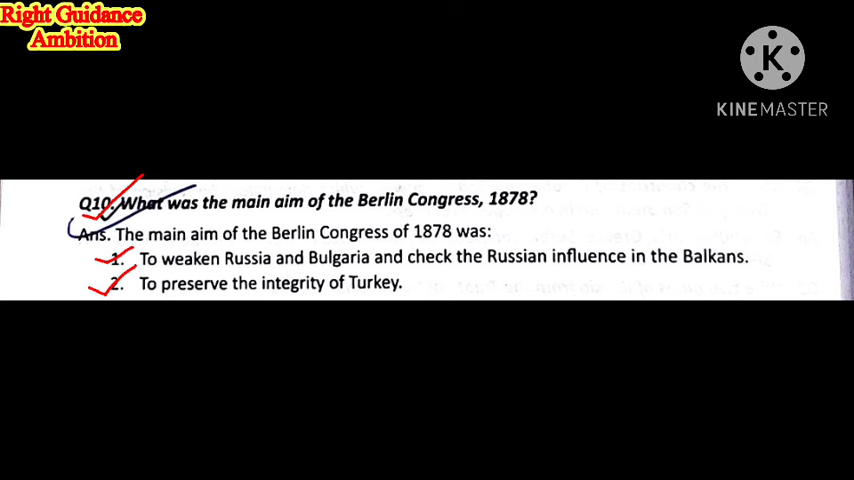 Right Guidance
Ambition
K
KINEMASTER
Q10. What was the main aim of the Berlin Congress, 1878?
Ans. The main aim of the Berlin Congress of 1878 was:
1. To weaken Russia and Bulgaria and check the Russian influence in the Balkans.
2. To preserve the integrity of Turkey.